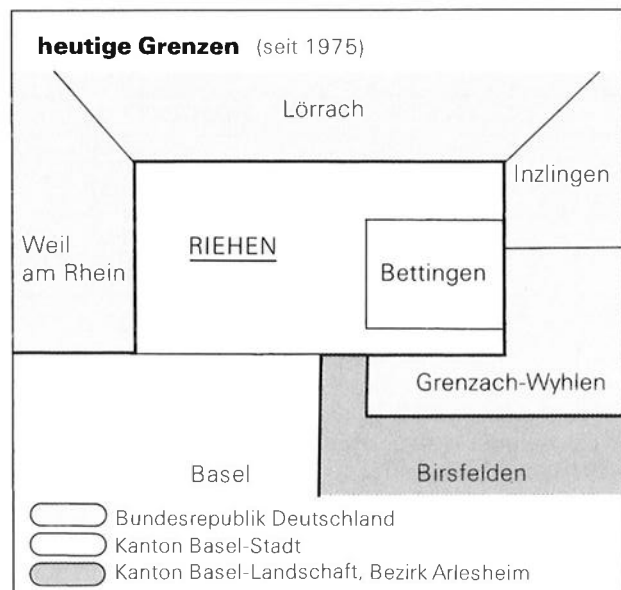 heutige Grenzen (seit 1975)
Lörrach
Inzlingen
Weil
am Rhein
RIEHEN
Bettingen
Grenzach-Wyhlen
Basel
Birsfelden
Bundesrepublik Deutschland
Kanton Basel-Stadt
Kanton Basel-Landschaft, Bezirk Arlesheim